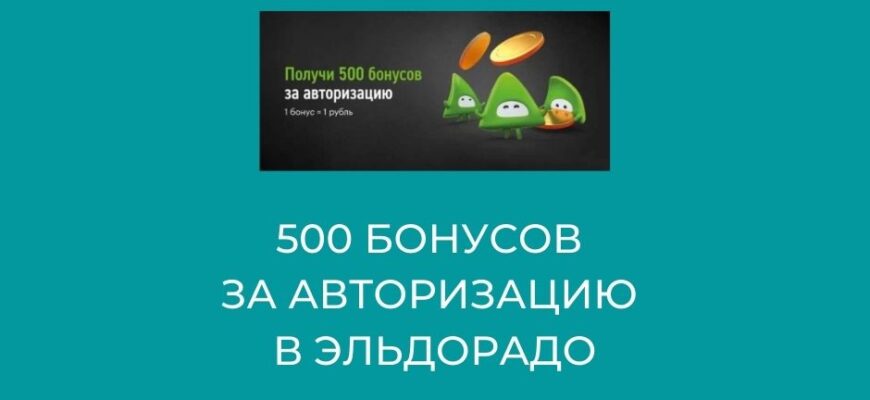 Получи 500 бонусов
за авторизацию
1 бонус = 1 рубль
500 БОНУСОВ
ЗА АВТОРИЗАЦИЮ
В ЭЛЬДОРАДО